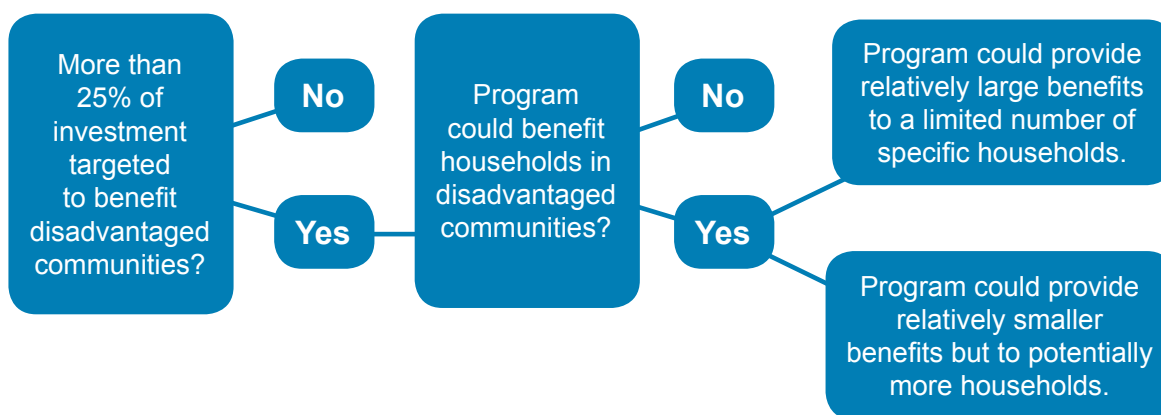 More than
25% of
investment
targeted
to benefit
disadvantaged
communities?
No
Yes
Program
could benefit
households in
disadvantaged
communities?
No
Yes
Program could provide
relatively large benefits
to a limited number of
specific households.
Program could provide
relatively smaller
benefits but to potentially
more households.